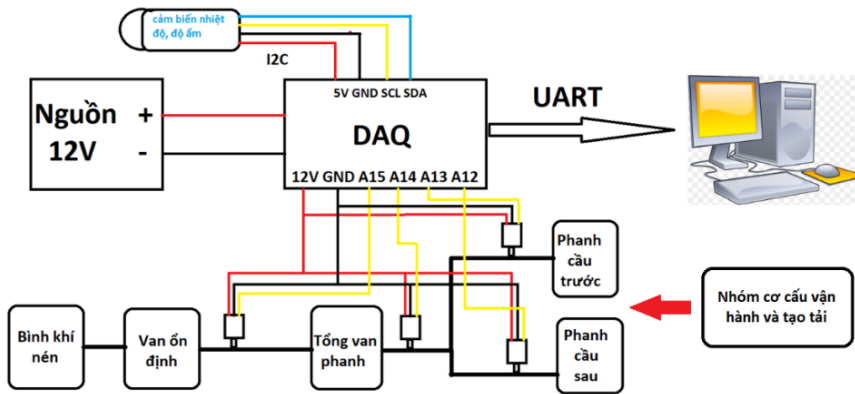 cảm biến nhiệt
độ, độ ẩm
I2C
5V GND SCL SDA
Nguồn +
12V -
DAQ
UART
12V GND A15 A14 A13 A12
Phanh
cầu
trước
Nhóm cơ cấu vận
hành và tạo tải
Bình khí
nén
Van ổn
định
Tổng van
phanh
Phanh
cầu
sau